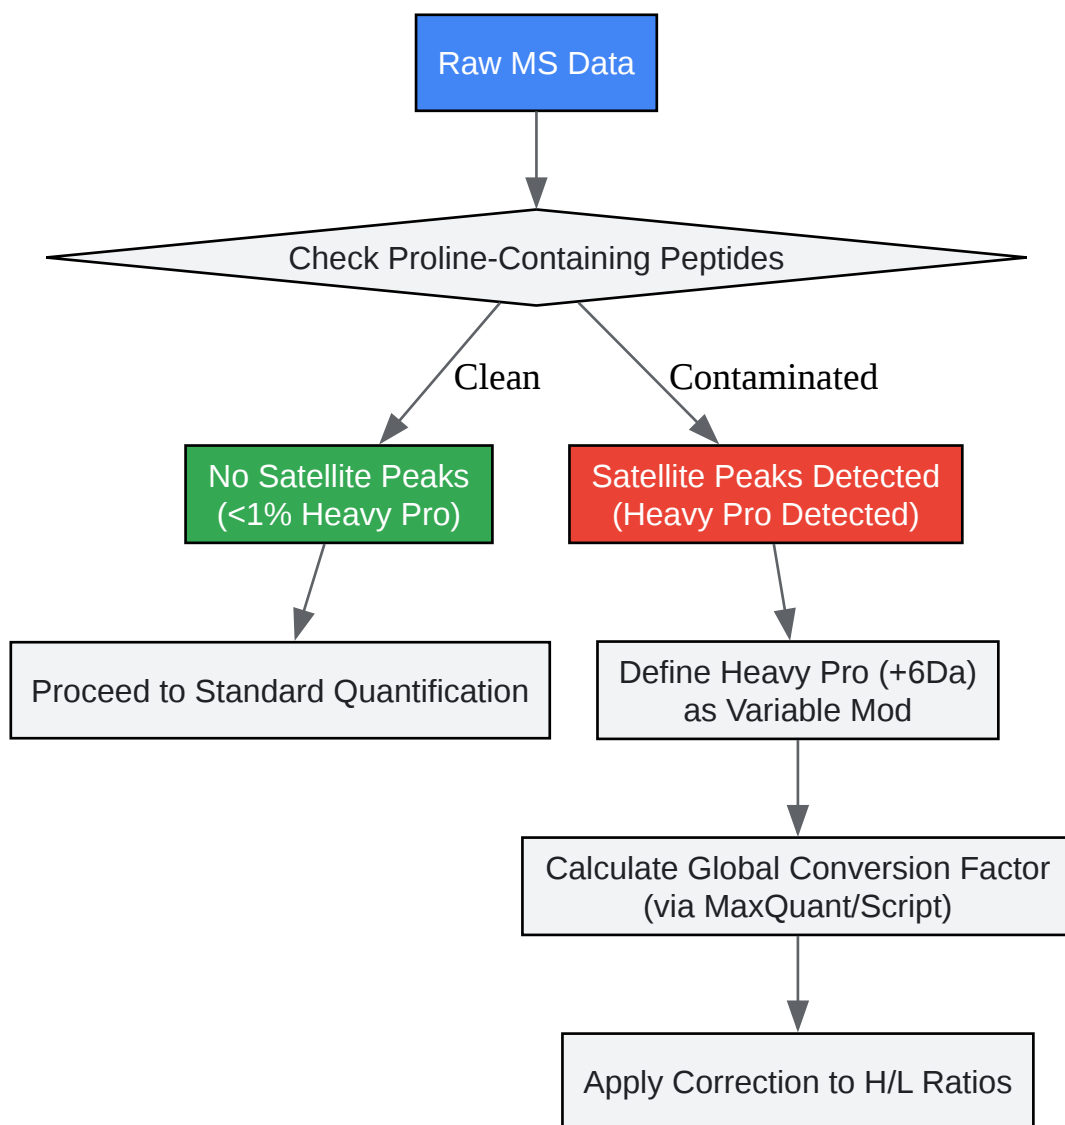 Raw MS Data
Check Proline-Containing Peptides
Clean
Contaminated
No Satellite Peaks
(<1% Heavy Pro)
Satellite Peaks Detected
(Heavy Pro Detected)
Proceed to Standard Quantification
Define Heavy Pro (+6Da)
as Variable Mod
Calculate Global Conversion Factor
(via MaxQuant/Script)
Apply Correction to H/L Ratios